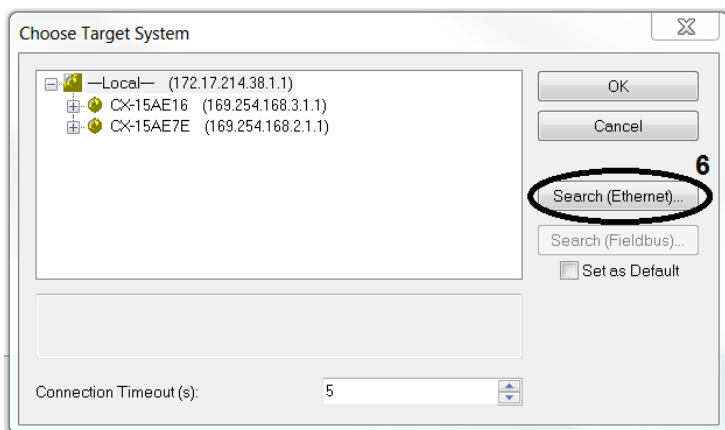 Choose Target System
—Local— (172.17.214.38.1.1)
CX-15AE16 (169.254.168.3.1.1)
CX-15AE7E (169.254.168.2.1.1)
OK
Cancel
6
Search (Ethernet)...
Search (Fieldbus)...
Set as Default
Connection Timeout (s): 5